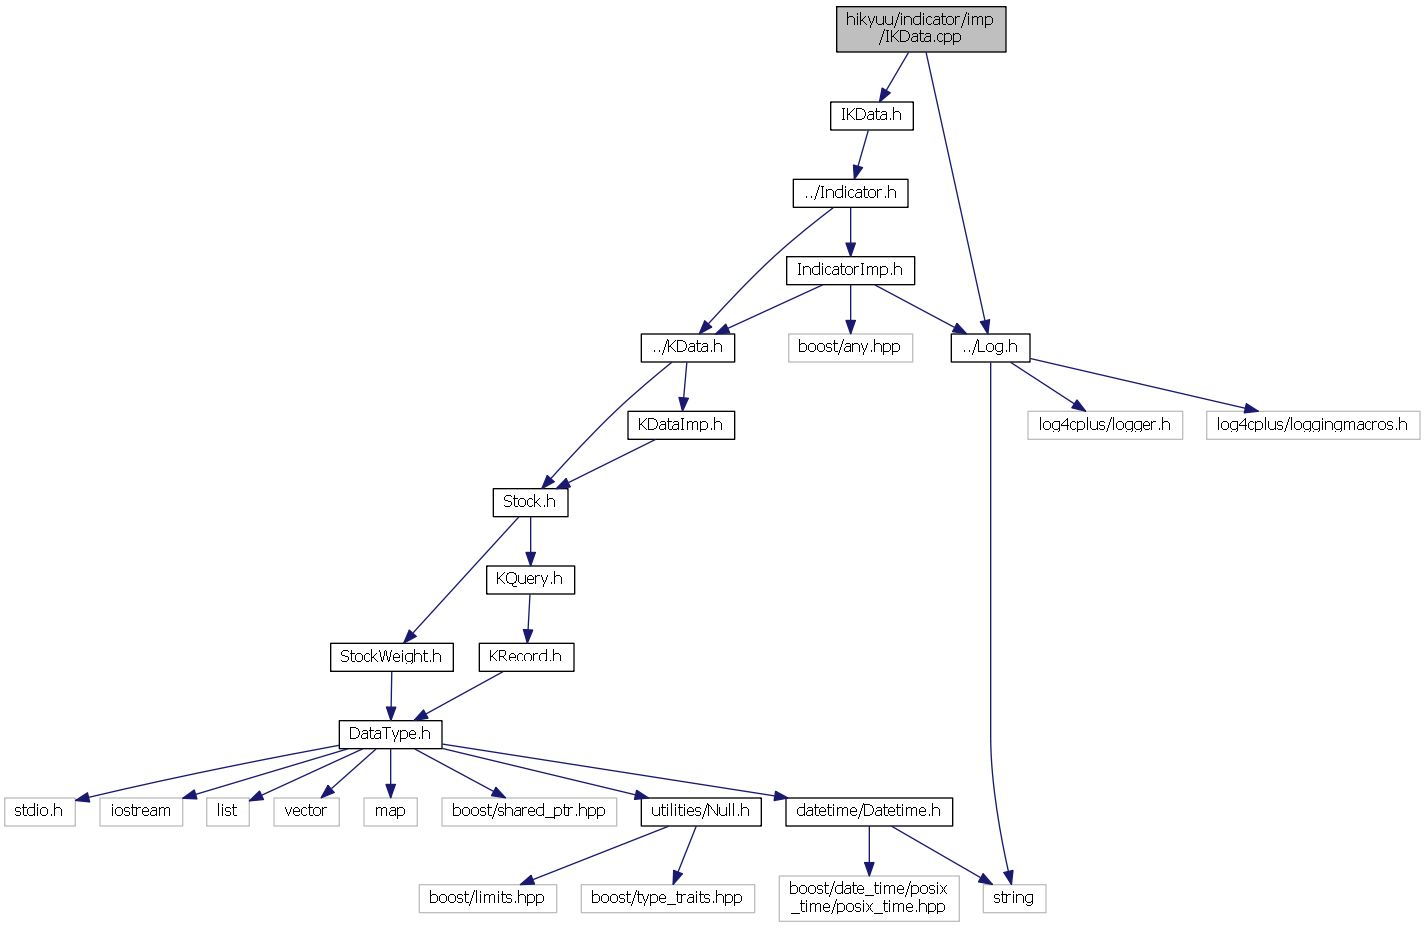 hikyuu/indicator/imp
/IKData.cpp
IKData.h
../Indicator.h
IndicatorImp.h
../KData.h
boost/any.hpp
../Log.h
KDataImp.h
log4cplus/logger.h
log4cplus/loggingmacros.h
Stock.h
KQuery.h
StockWeight.h
KRecord.h
DataType.h
stdio.h
iostream
list
vector
map
boost/shared_ptr.hpp
utilities/Null.h
datetime/Datetime.h
boost/limits.hpp
boost/type_traits.hpp
boost/date_time/posix
_time/posix_time.hpp
string